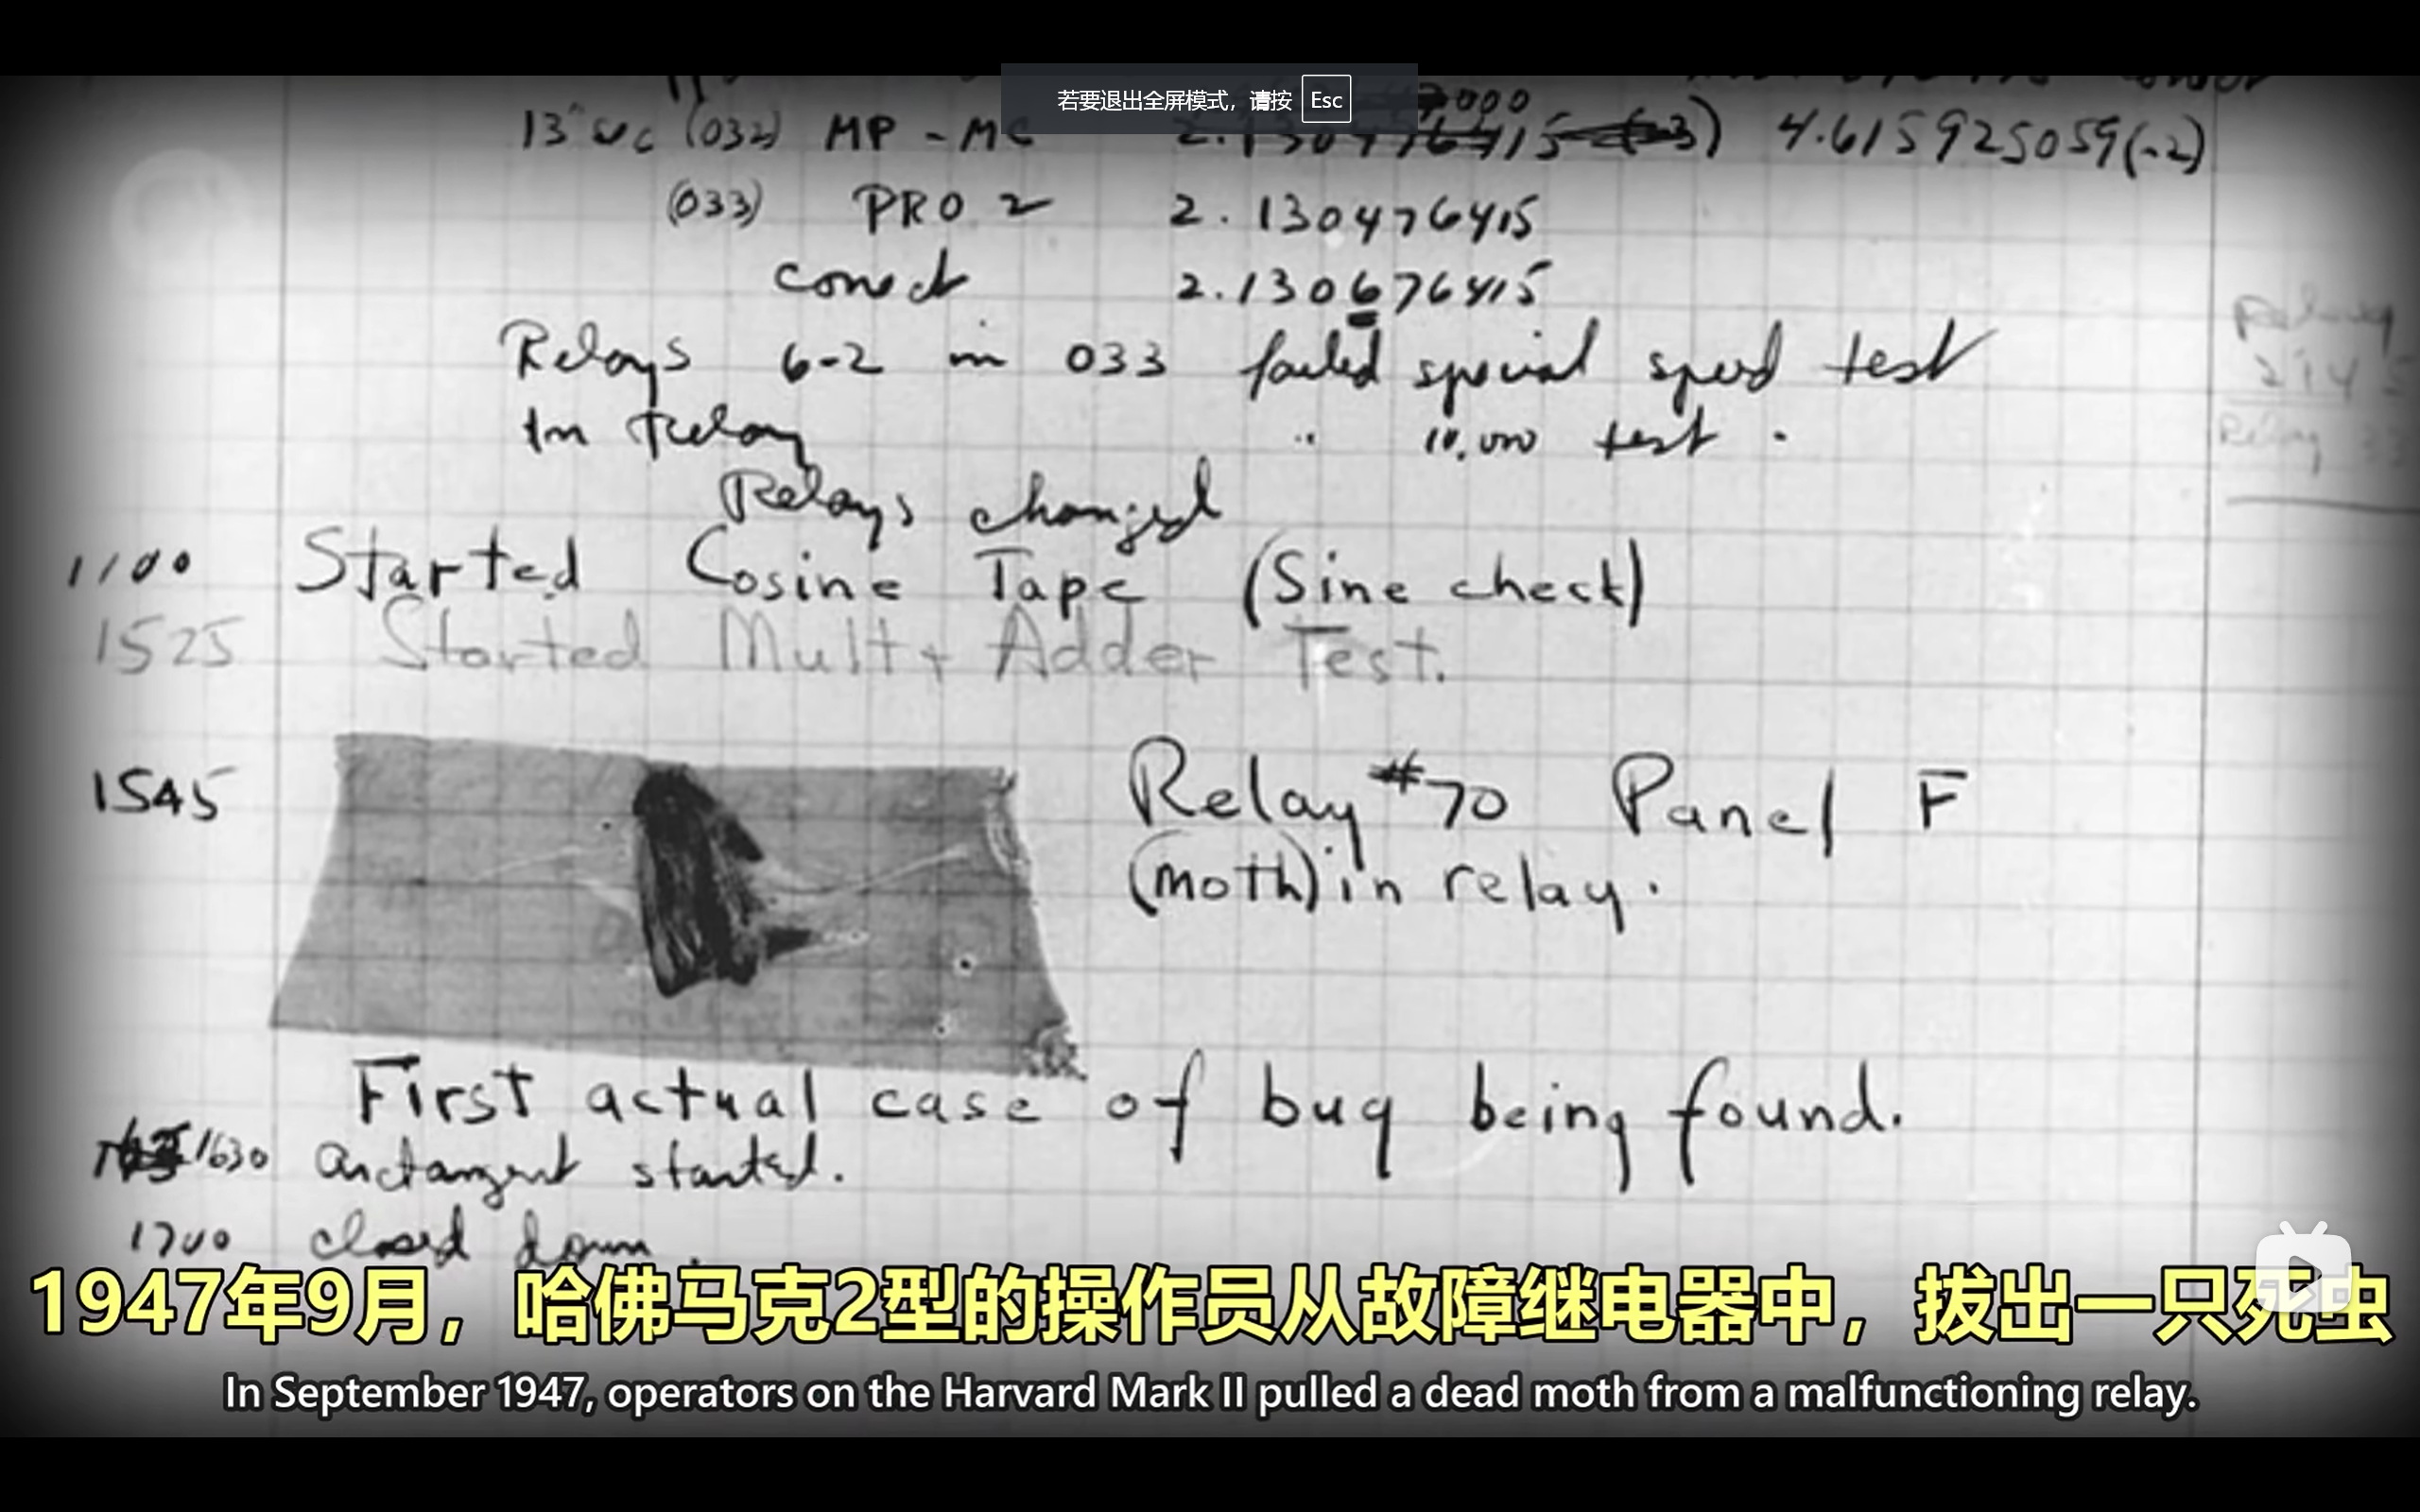 若要退出全屏模式，请按 Esc
000
13" uc (032) MP - MC 2.130476415 (-3) 4.615925059(-2)
(033) PRO 2 2.130476415
conect 2.130676415
Relays 6-2 in 033 failed special speed test
In Relay " 10,000 test .
Relays changed
Relay
214
Relay
1100 Started Cosine Tape (Sine check)
1525 Started Mult + Adder Test.
1545 Relay #70 Panel F
(moth) in relay.
First actual case of bug being found.
1630 arctangent started.
1700 closed down.
1947年9月，哈佛马克2型的操作员从故障继电器中，拔出一只死虫
In September 1947, operators on the Harvard Mark II pulled a dead moth from a malfunctioning relay.